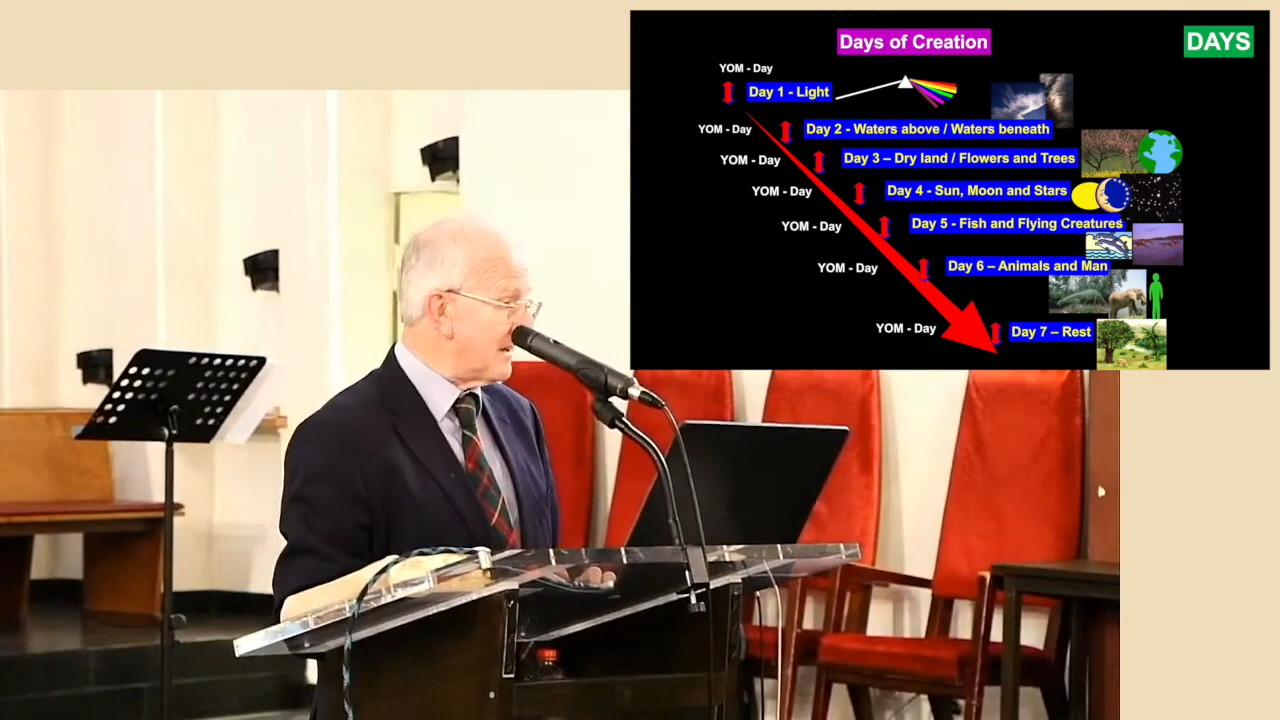 Days of Creation
DAYS
YOM - Day
Day 1 - Light
YOM - Day
Day 2 - Waters above / Waters beneath
YOM - Day
Day 3 – Dry land / Flowers and Trees
YOM - Day
Day 4 - Sun, Moon and Stars
YOM - Day
Day 5 - Fish and Flying Creatures
YOM - Day
Day 6 – Animals and Man
YOM - Day
Day 7 – Rest